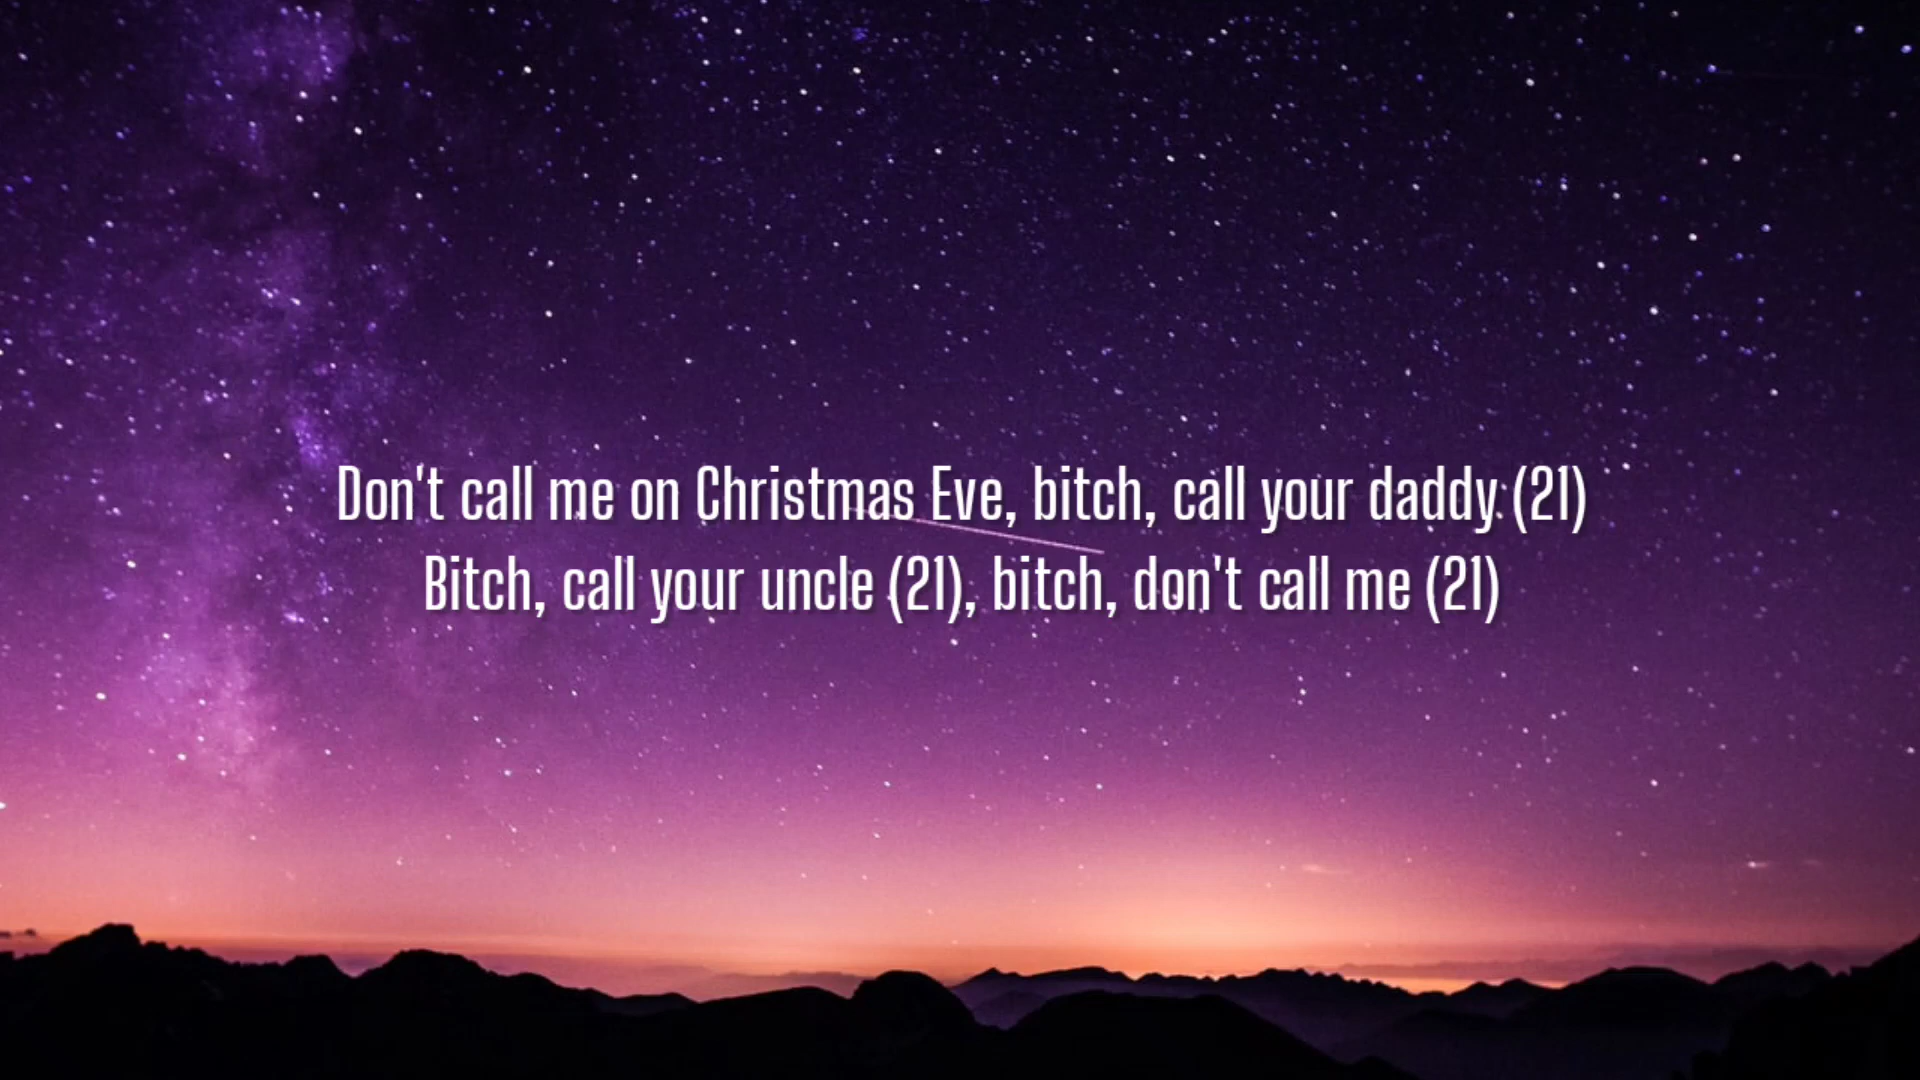 Don't call me on Christmas Eve, bitch, call your daddy (21)
Bitch, call your uncle (21), bitch, don't call me (21)